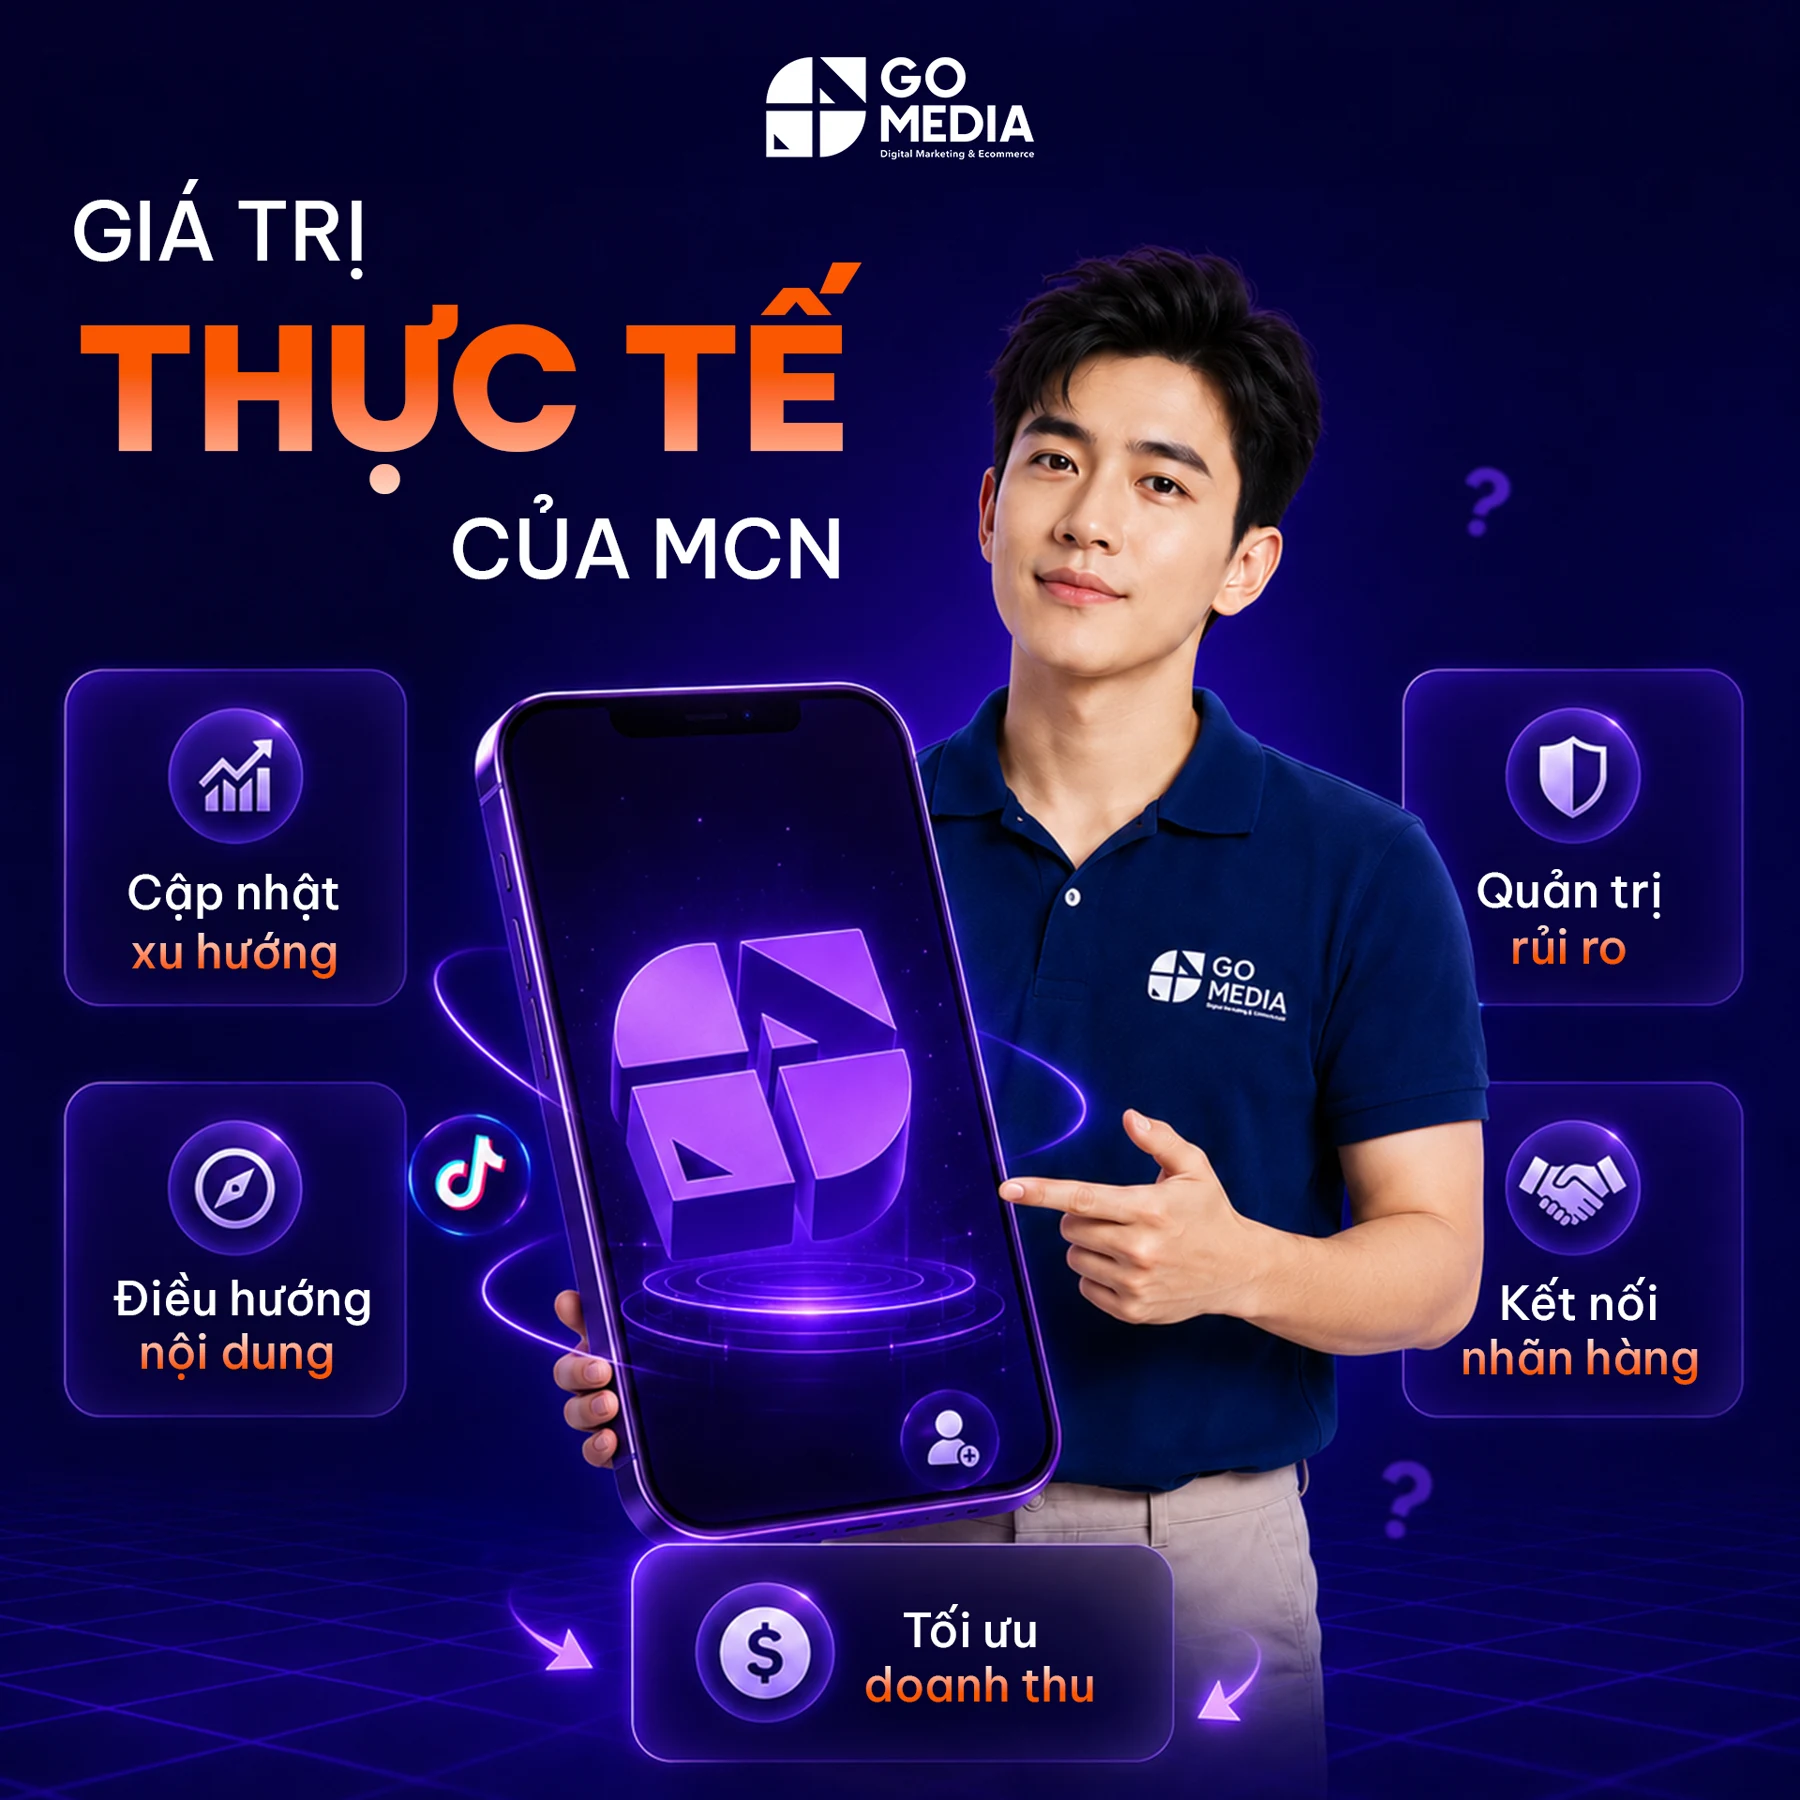 GO
MEDIA
Digital Marketing & Ecommerce
GIÁ TRỊ
THỰC TẾ
CỦA MCN
Cập nhật
xu hướng
Quản trị
rủi ro
GO
MEDIA
Điều hướng
nội dung
Kết nối
nhãn hàng
Tối ưu
doanh thu